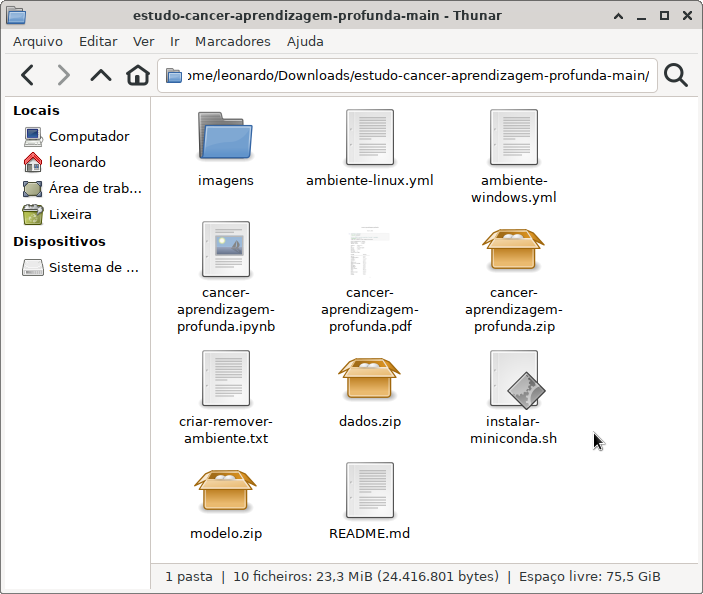 estudo-cancer-aprendizagem-profunda-main - Thunar
Arquivo Editar Ver Ir Marcadores Ajuda
ome/leonardo/Downloads/estudo-cancer-aprendizagem-profunda-main/
Locais
Computador
leonardo
Área de trab...
Lixeira
Dispositivos
Sistema de ...
imagens
ambiente-linux.yml
ambiente-
windows.yml
cancer-
aprendizagem-
profunda.ipynb
cancer-
aprendizagem-
profunda.pdf
cancer-
aprendizagem-
profunda.zip
criar-remover-
ambiente.txt
dados.zip
instalar-
miniconda.sh
modelo.zip
README.md
1 pasta | 10 ficheiros: 23,3 MiB (24.416.801 bytes) | Espaço livre: 75,5 GiB